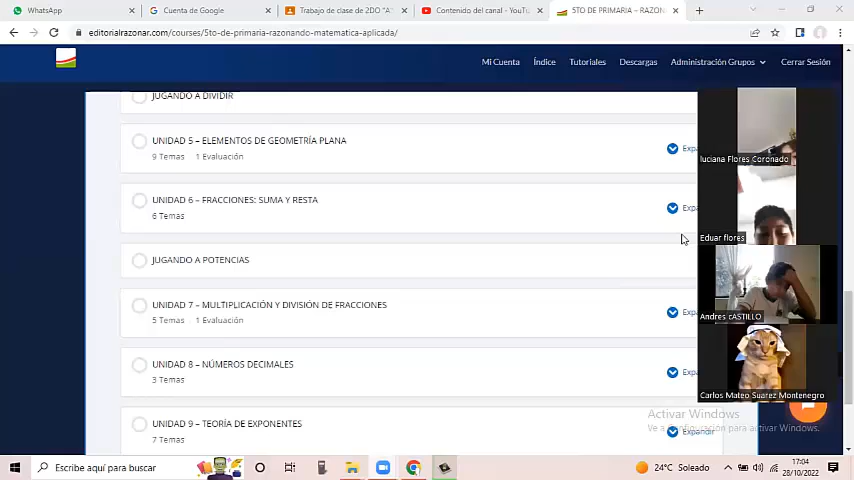 WhatsApp
Cuenta de Google
Trabajo de clase de 2DO "A"
Contenido del canal - YouTu
5TO DE PRIMARIA – RAZON
editorialrazonar.com/courses/5to-de-primaria-razonando-matematica-aplicada/
Mi Cuenta Índice Tutoriales Descargas Administración Grupos Cerrar Sesión
JUGANDO A DIVIDIR
UNIDAD 5 – ELEMENTOS DE GEOMETRÍA PLANA
9 Temas 1 Evaluación
Expa
luciana Flores Coronado
UNIDAD 6 – FRACCIONES: SUMA Y RESTA
6 Temas
Expa
Eduar flores
JUGANDO A POTENCIAS
UNIDAD 7 – MULTIPLICACIÓN Y DIVISIÓN DE FRACCIONES
5 Temas 1 Evaluación
Expa
Andres cASTILLO
UNIDAD 8 – NÚMEROS DECIMALES
3 Temas
Expa
Carlos Mateo Suarez Montenegro
UNIDAD 9 – TEORÍA DE EXPONENTES
7 Temas
Expandir
Activar Windows
Ve a Configuración para activar Windows.
Escribe aquí para buscar
24°C Soleado
17:04
28/10/2022